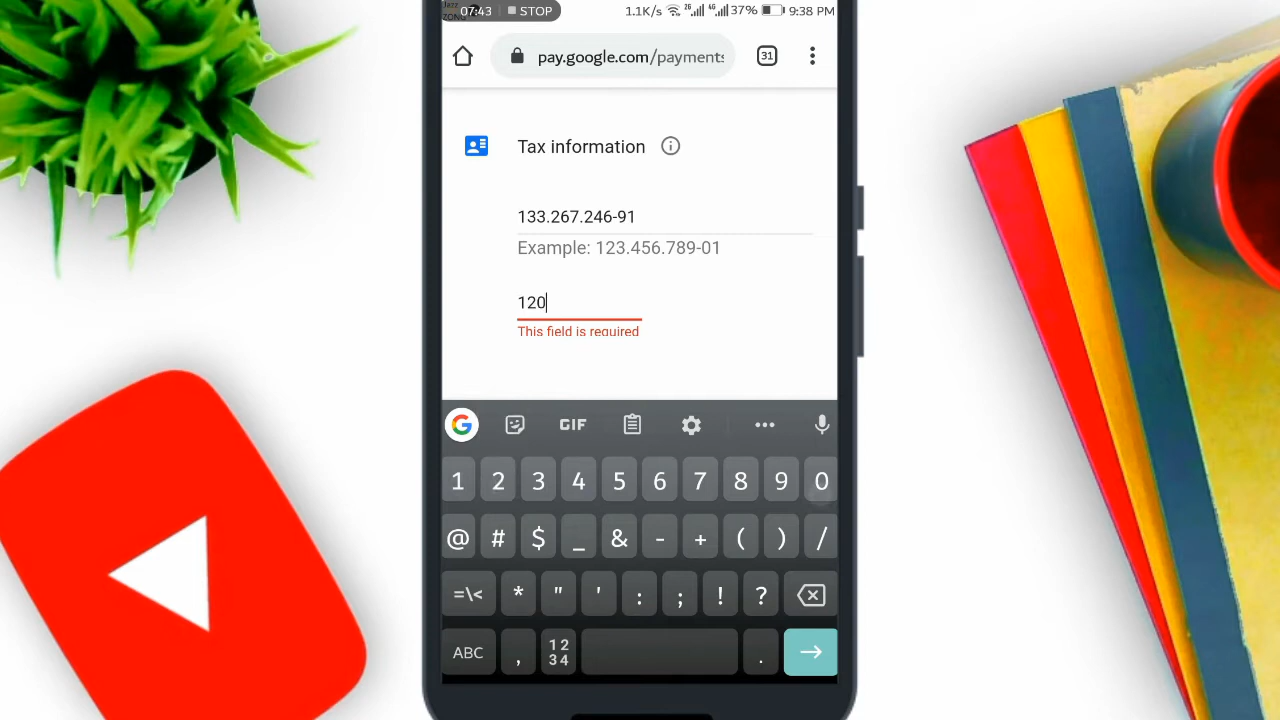 07:43 STOP 1.1K/s 2G 4G 37% 9:38 PM
pay.google.com/payments 31
Tax information
133.267.246-91
Example: 123.456.789-01
120
This field is required
G GIF
1 2 3 4 5 6 7 8 9 0
@ # $ _ & - + ( ) /
=\< * " ' : ; ! ?
ABC , 12 34 .